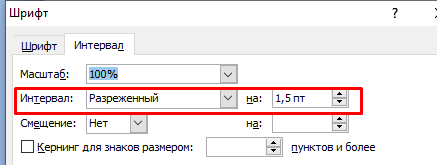 Шрифт ? ×
Шрифт Интервал
Масштаб: 100%
Интервал: Разреженный на: 1,5 пт
Смещение: Нет на:
Кернинг для знаков размером: пунктов и более